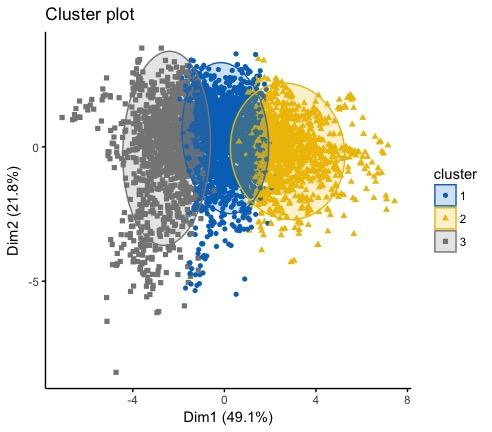 Cluster plot
0
-5
Dim2 (21.8%)
-4
0
4
8
Dim1 (49.1%)
cluster
1
2
3